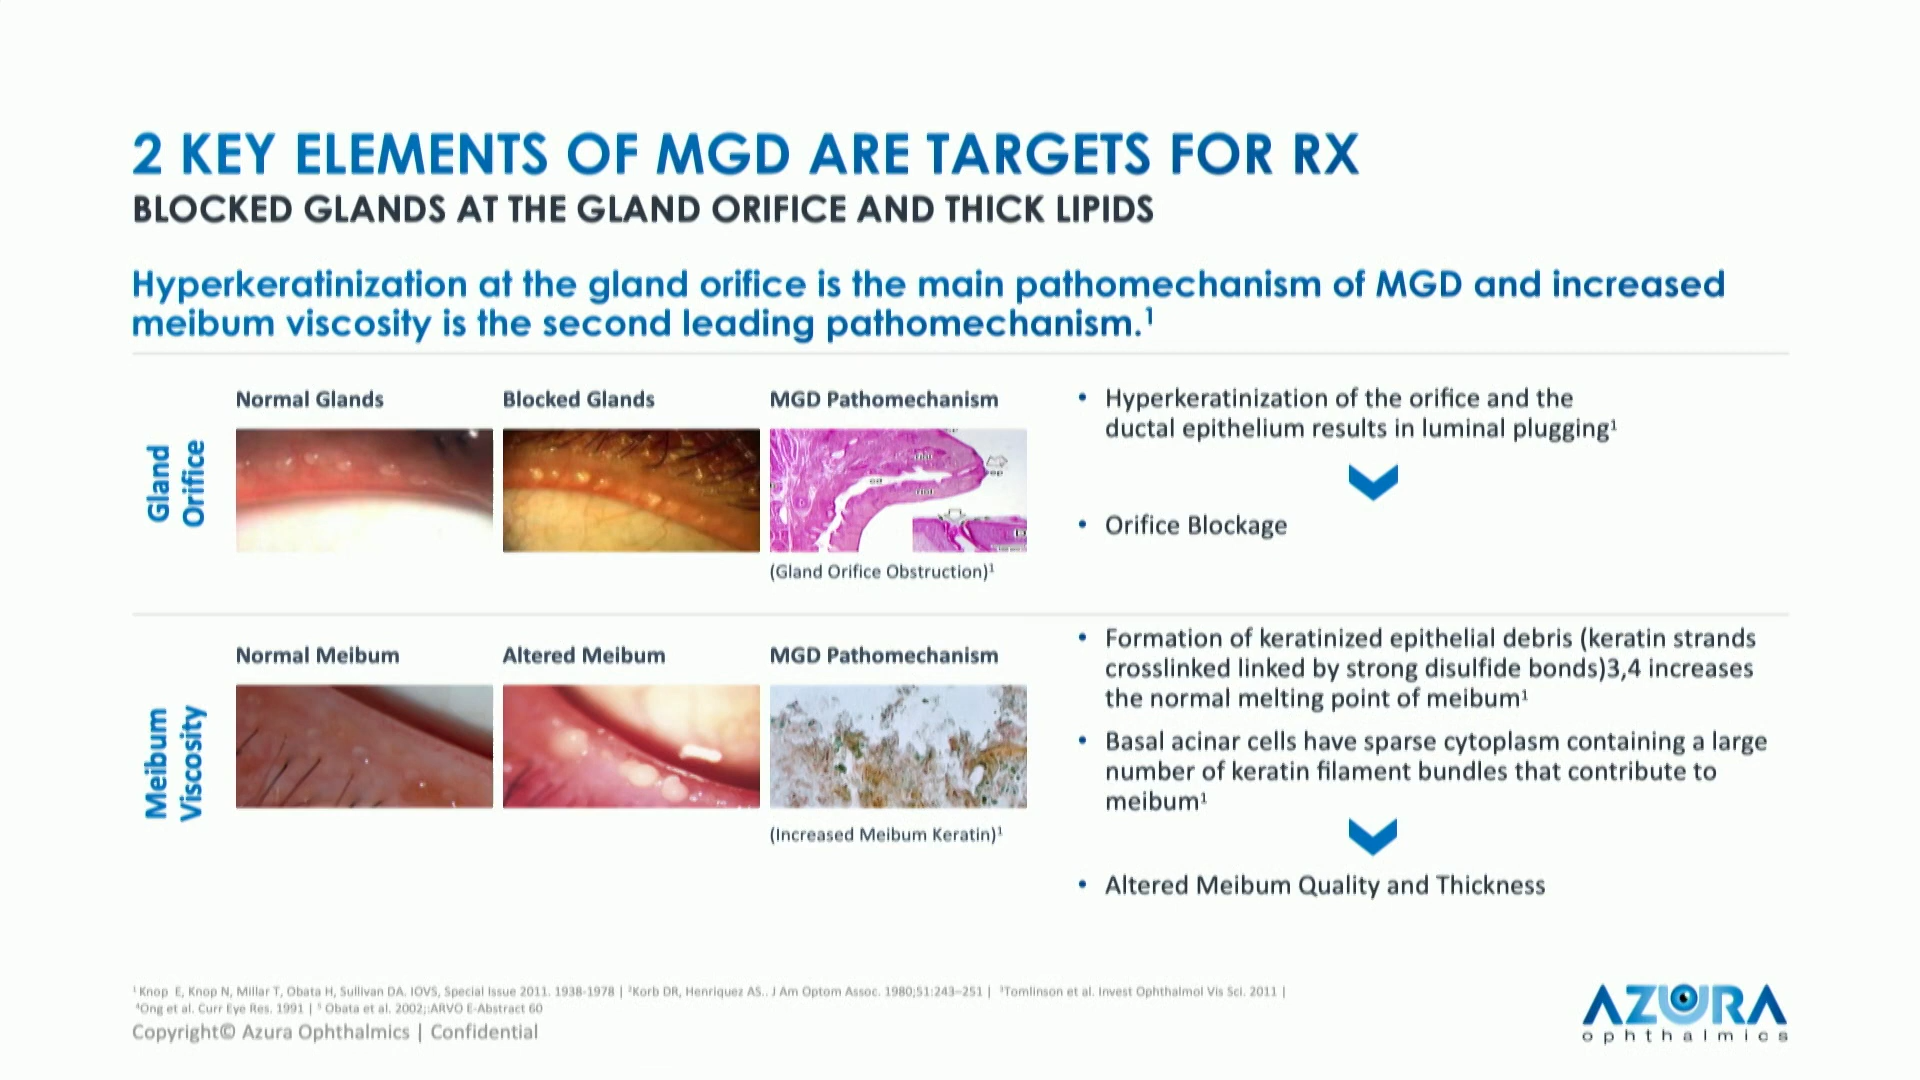 2 KEY ELEMENTS OF MGD ARE TARGETS FOR RX
BLOCKED GLANDS AT THE GLAND ORIFICE AND THICK LIPIDS
Hyperkeratinization at the gland orifice is the main pathomechanism of MGD and increased
meibum viscosity is the second leading pathomechanism.¹
Gland
Orifice
Normal Glands
Blocked Glands
MGD Pathomechanism
(Gland Orifice Obstruction)¹
• Hyperkeratinization of the orifice and the
ductal epithelium results in luminal plugging¹
• Orifice Blockage
Meibum
Viscosity
Normal Meibum
Altered Meibum
MGD Pathomechanism
(Increased Meibum Keratin)¹
• Formation of keratinized epithelial debris (keratin strands
crosslinked linked by strong disulfide bonds)3,4 increases
the normal melting point of meibum¹
• Basal acinar cells have sparse cytoplasm containing a large
number of keratin filament bundles that contribute to
meibum¹
• Altered Meibum Quality and Thickness
¹Knop E, Knop N, Millar T, Obata H, Sullivan DA. IOVS, Special Issue 2011. 1938-1978 | ²Korb DR, Henriquez AS.. J Am Optom Assoc. 1980;51:243–251 | ³Tomlinson et al. Invest Ophthalmol Vis Sci. 2011 |
⁴Ong et al. Curr Eye Res. 1991 | ⁵ Obata et al. 2002;:ARVO E-Abstract 60
Copyright© Azura Ophthalmics | Confidential
AZURA
ophthalmics